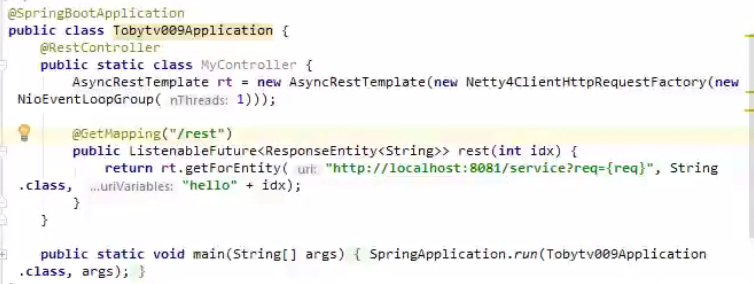 @SpringBootApplication
public class Tobytv009Application {
@RestController
public static class MyController {
AsyncRestTemplate rt = new AsyncRestTemplate(new Netty4ClientHttpRequestFactory(new
NioEventLoopGroup( nThreads: 1)));
@GetMapping("/rest")
public ListenableFuture<ResponseEntity<String>> rest(int idx) {
return rt.getForEntity( url: "http://localhost:8081/service?req={req}", String
.class, ...uriVariables: "hello" + idx);
}
}
public static void main(String[] args) { SpringApplication.run(Tobytv009Application
.class, args); }